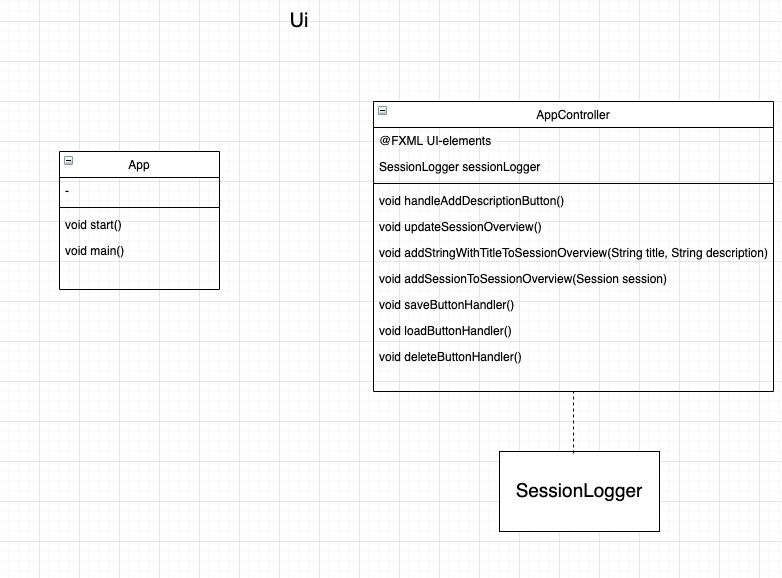 Ui
App
-
void start()
void main()
AppController
@FXML UI-elements
SessionLogger sessionLogger
void handleAddDescriptionButton()
void updateSessionOverview()
void addStringWithTitleToSessionOverview(String title, String description)
void addSessionToSessionOverview(Session session)
void saveButtonHandler()
void loadButtonHandler()
void deleteButtonHandler()
SessionLogger